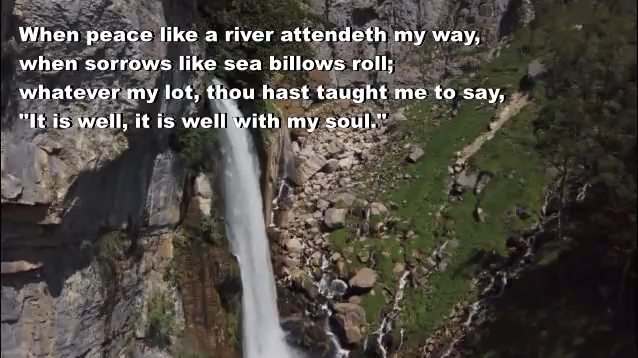 When peace like a river attendeth my way,
when sorrows like sea billows roll;
whatever my lot, thou hast taught me to say,
"It is well, it is well with my soul."